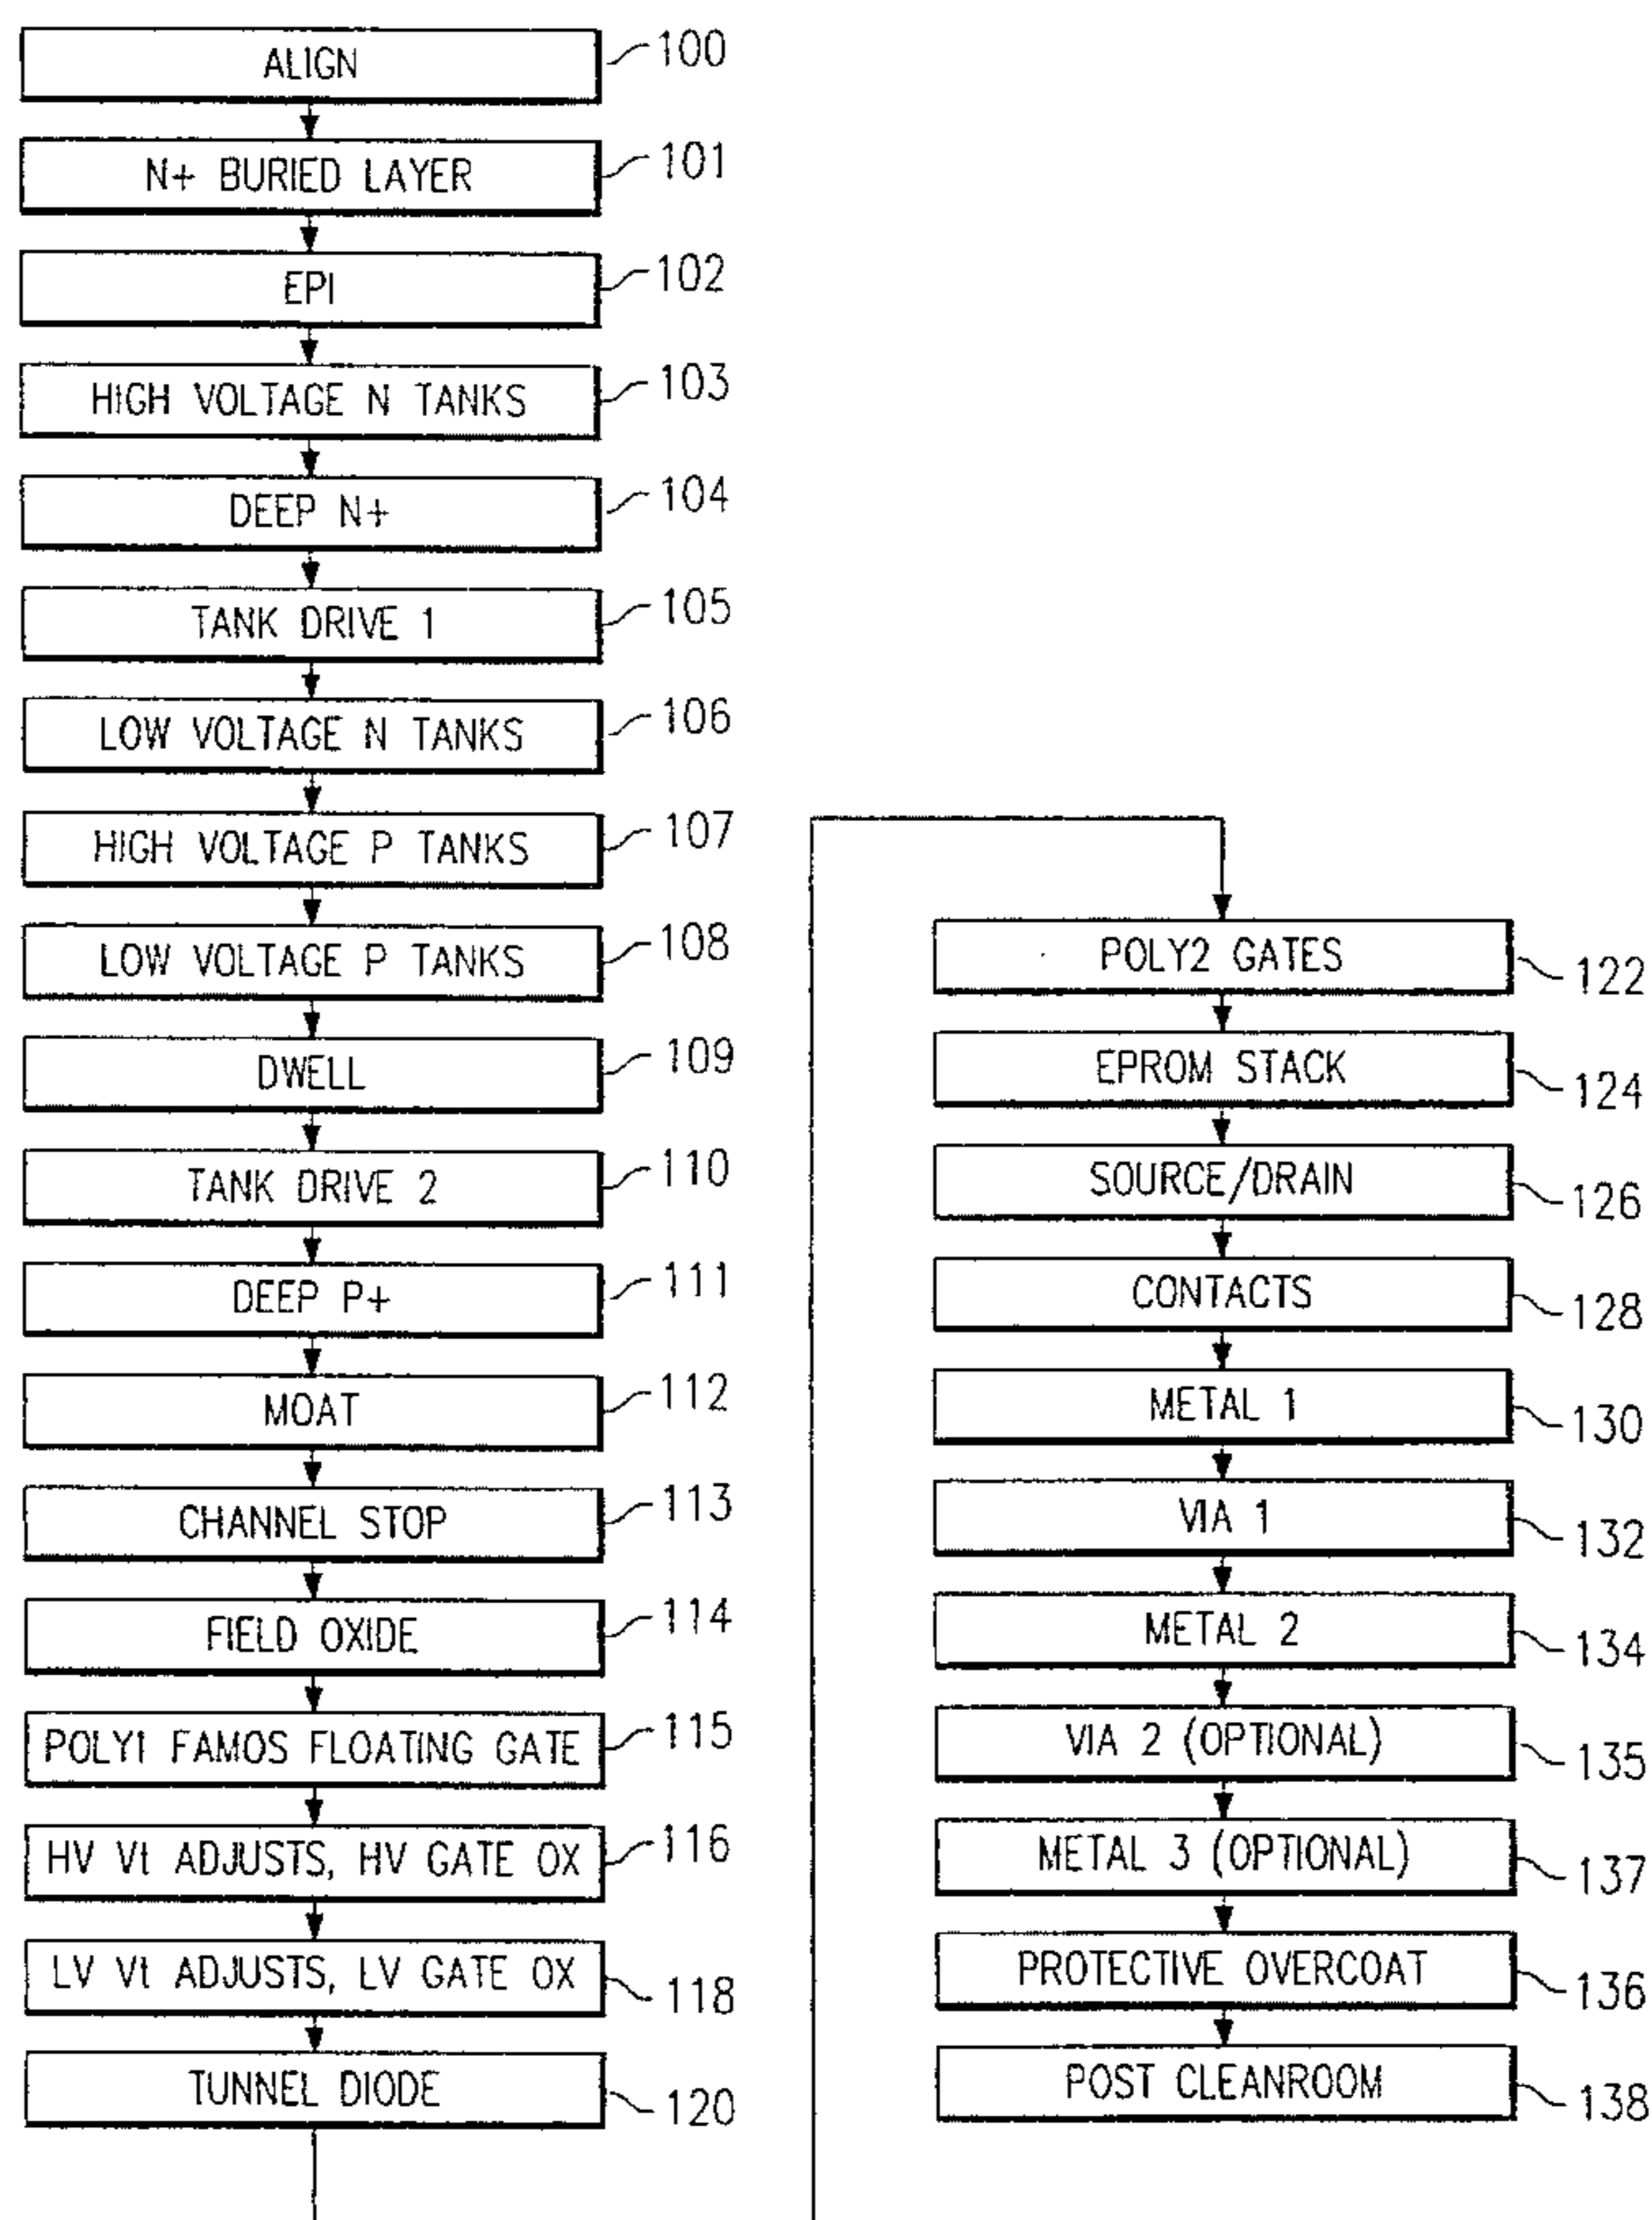 ALIGN 100
N+ BURIED LAYER 101
EPI 102
HIGH VOLTAGE N TANKS 103
DEEP N+ 104
TANK DRIVE 1 105
LOW VOLTAGE N TANKS 106
HIGH VOLTAGE P TANKS 107
LOW VOLTAGE P TANKS 108
DWELL 109
TANK DRIVE 2 110
DEEP P+ 111
MOAT 112
CHANNEL STOP 113
FIELD OXIDE 114
POLY1 FAMOS FLOATING GATE 115
HV Vt ADJUSTS, HV GATE OX 116
LV Vt ADJUSTS, LV GATE OX 118
TUNNEL DIODE 120
POLY2 GATES 122
EPROM STACK 124
SOURCE/DRAIN 126
CONTACTS 128
METAL 1 130
VIA 1 132
METAL 2 134
VIA 2 (OPTIONAL) 135
METAL 3 (OPTIONAL) 137
PROTECTIVE OVERCOAT 136
POST CLEANROOM 138